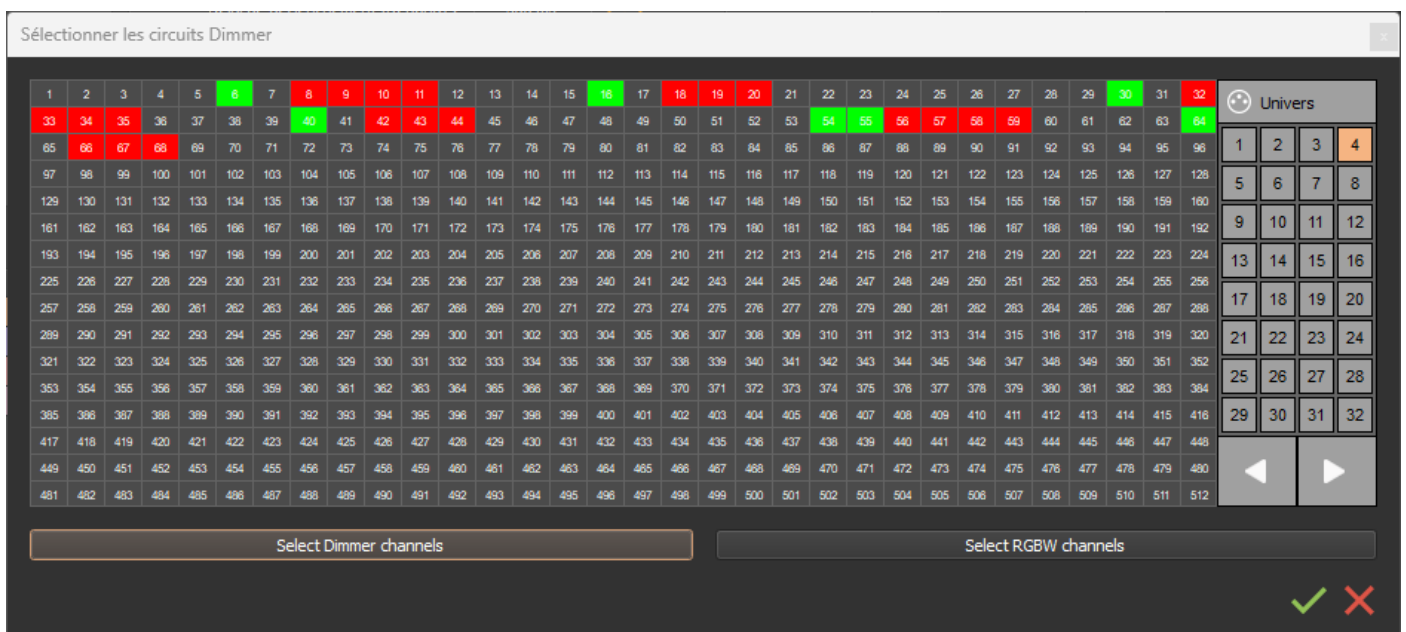 Sélectionner les circuits Dimmer
x
1 2 3 4 5 6 7 8 9 10 11 12 13 14 15 16 17 18 19 20 21 22 23 24 25 26 27 28 29 30 31 32
33 34 35 36 37 38 39 40 41 42 43 44 45 46 47 48 49 50 51 52 53 54 55 56 57 58 59 60 61 62 63 64
65 66 67 68 69 70 71 72 73 74 75 76 77 78 79 80 81 82 83 84 85 86 87 88 89 90 91 92 93 94 95 96
97 98 99 100 101 102 103 104 105 106 107 108 109 110 111 112 113 114 115 116 117 118 119 120 121 122 123 124 125 126 127 128
129 130 131 132 133 134 135 136 137 138 139 140 141 142 143 144 145 146 147 148 149 150 151 152 153 154 155 156 157 158 159 160
161 162 163 164 165 166 167 168 169 170 171 172 173 174 175 176 177 178 179 180 181 182 183 184 185 186 187 188 189 190 191 192
193 194 195 196 197 198 199 200 201 202 203 204 205 206 207 208 209 210 211 212 213 214 215 216 217 218 219 220 221 222 223 224
225 226 227 228 229 230 231 232 233 234 235 236 237 238 239 240 241 242 243 244 245 246 247 248 249 250 251 252 253 254 255 256
257 258 259 260 261 262 263 264 265 266 267 268 269 270 271 272 273 274 275 276 277 278 279 280 281 282 283 284 285 286 287 288
289 290 291 292 293 294 295 296 297 298 299 300 301 302 303 304 305 306 307 308 309 310 311 312 313 314 315 316 317 318 319 320
321 322 323 324 325 326 327 328 329 330 331 332 333 334 335 336 337 338 339 340 341 342 343 344 345 346 347 348 349 350 351 352
353 354 355 356 357 358 359 360 361 362 363 364 365 366 367 368 369 370 371 372 373 374 375 376 377 378 379 380 381 382 383 384
385 386 387 388 389 390 391 392 393 394 395 396 397 398 399 400 401 402 403 404 405 406 407 408 409 410 411 412 413 414 415 416
417 418 419 420 421 422 423 424 425 426 427 428 429 430 431 432 433 434 435 436 437 438 439 440 441 442 443 444 445 446 447 448
449 450 451 452 453 454 455 456 457 458 459 460 461 462 463 464 465 466 467 468 469 470 471 472 473 474 475 476 477 478 479 480
481 482 483 484 485 486 487 488 489 490 491 492 493 494 495 496 497 498 499 500 501 502 503 504 505 506 507 508 509 510 511 512
Univers
1 2 3 4
5 6 7 8
9 10 11 12
13 14 15 16
17 18 19 20
21 22 23 24
25 26 27 28
29 30 31 32
Select Dimmer channels
Select RGBW channels